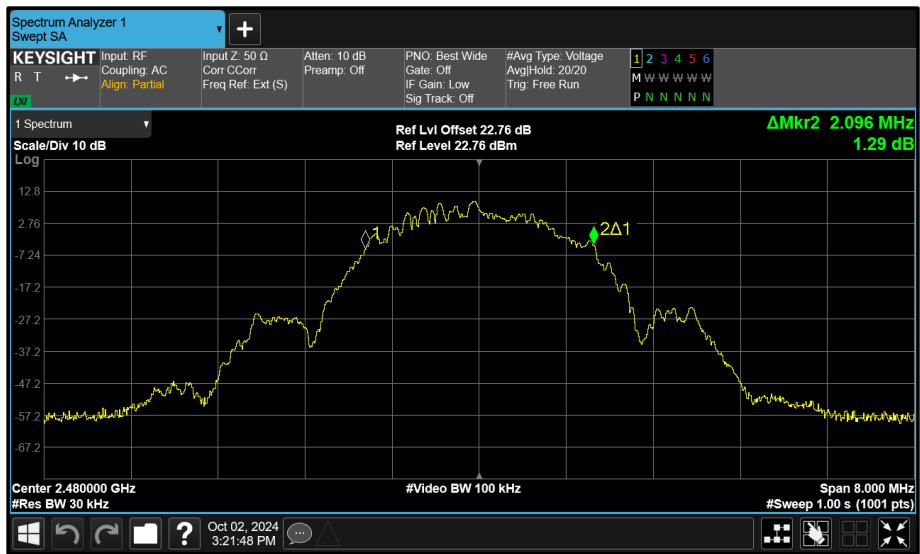 Spectrum Analyzer 1
Swept SA
+
KEYSIGHT
R T
LXI
Input: RF
Coupling: AC
Align: Partial
Input Z: 50 Ω
Corr CCorr
Freq Ref: Ext (S)
Atten: 10 dB
Preamp: Off
PNO: Best Wide
Gate: Off
IF Gain: Low
Sig Track: Off
#Avg Type: Voltage
Avg|Hold: 20/20
Trig: Free Run
1 2 3 4 5 6
M W W W W W
P N N N N N
1 Spectrum
Scale/Div 10 dB
Ref Lvl Offset 22.76 dB
Ref Level 22.76 dBm
ΔMkr2 2.096 MHz
1.29 dB
Log
12.8
2.76
-7.24
-17.2
-27.2
-37.2
-47.2
-57.2
-67.2
1
2Δ1
Center 2.480000 GHz
#Res BW 30 kHz
#Video BW 100 kHz
Span 8.000 MHz
#Sweep 1.00 s (1001 pts)
?
Oct 02, 2024
3:21:48 PM